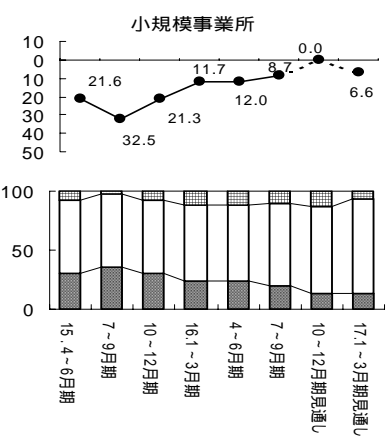 小規模事業所
10
0
10
20
30
40
50
21.6
32.5
21.3
11.7
12.0
8.7
0.0
6.6
100
50
0
15.4~6月期
7~9月期
10~12月期
16.1~3月期
4~6月期
7~9月期
10~12月期見通し
17.1~3月期見通し